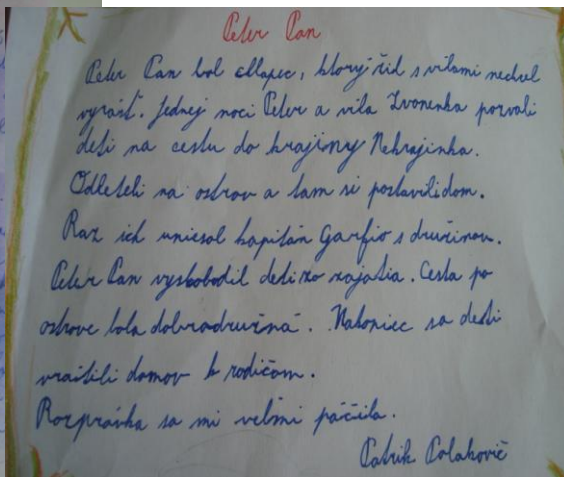 Peter Pan
Peter Pan bol chlapec, ktorý žil s vílami nechcel
vyrásť. Jednej noci Peter a víla Zvonenka pozvali
deti na cestu do krajiny Nekrajinka.
Odleteli na ostrov a tam si postavili dom.
Raz ich uniesol kapitán Garfio s družinou.
Peter Pan vyslobodil deti zo zajatia. Cesta po
ostrove bola dobrodružná. Nakoniec sa deti
vrátili domov k rodičom.
Rozprávka sa mi veľmi páčila.
Patrik Polakovič